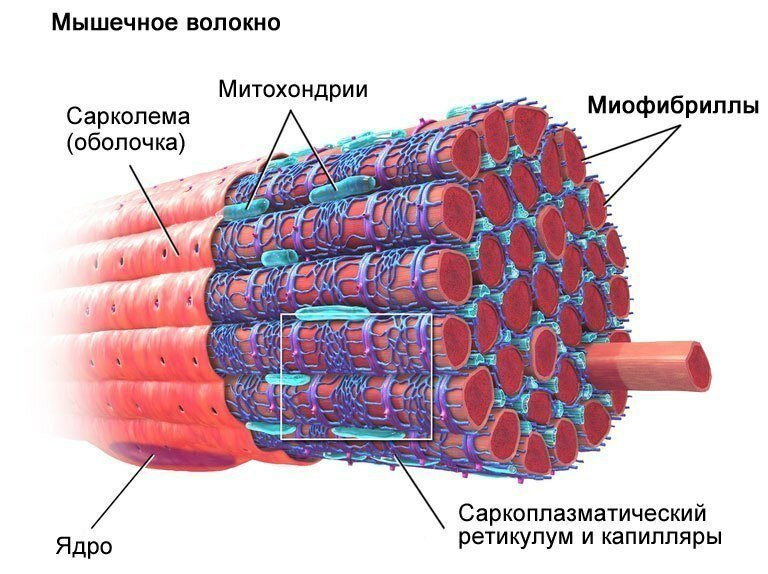 Мышечное волокно
Митохондрии
Сарколема
(оболочка)
Миофибриллы
Ядро
Саркоплазматический
ретикулум и капилляры